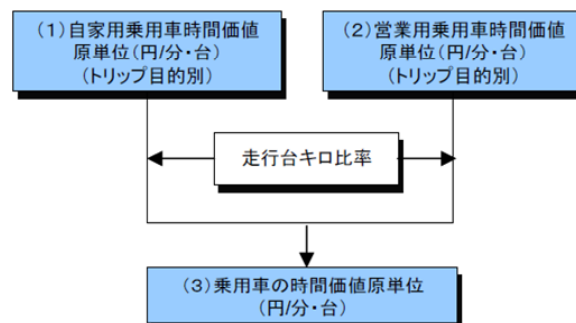 (1)自家用乗用車時間価値
原単位(円/分・台)
(トリップ目的別)
(2)営業用乗用車時間価値
原単位(円/分・台)
(トリップ目的別)
走行台キロ比率
(3)乗用車の時間価値原単位
(円/分・台)